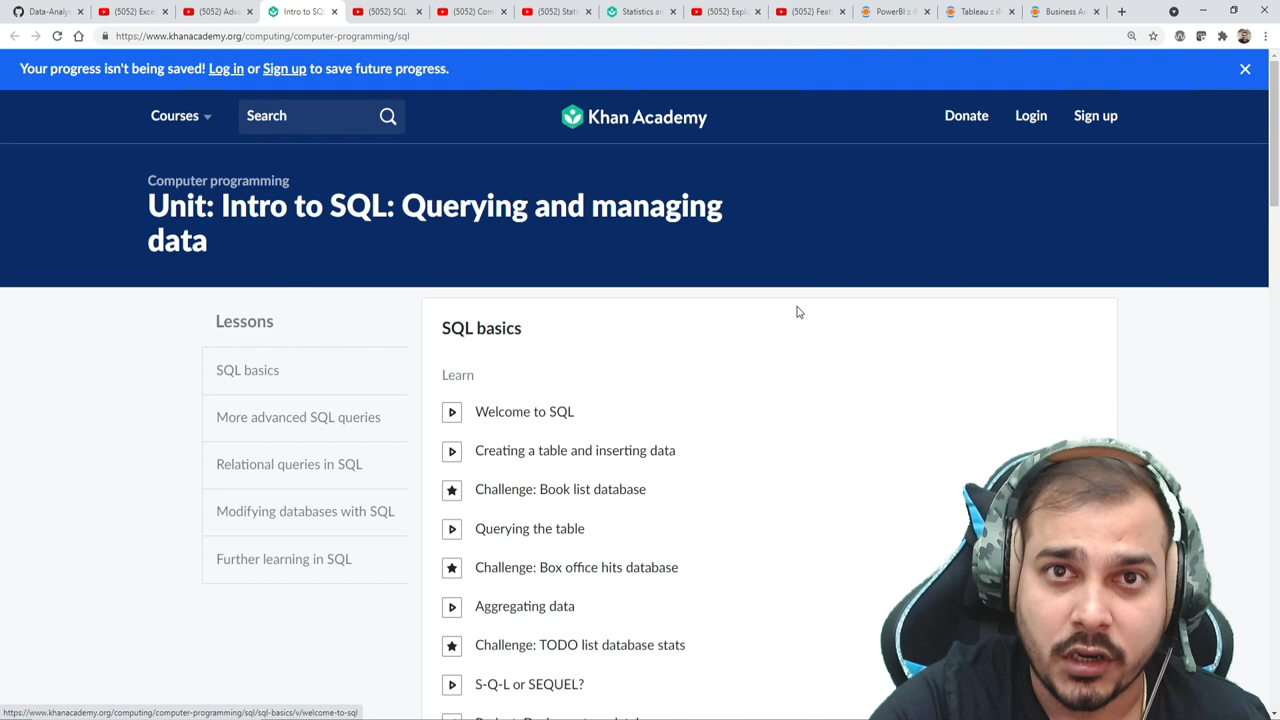 Data-Analys
(5052) Exce
(5052) Adva
Intro to SQ
(5052) SQL
(5052) Com
(5052) Stati
Statistics an
(5052) Explo
(5052) Feat
PowerBI :: iN
Tableau :: iN
Business An
https://www.khanacademy.org/computing/computer-programming/sql
Your progress isn't being saved! Log in or Sign up to save future progress.
Courses
Search
Khan Academy
Donate
Login
Sign up
Computer programming
Unit: Intro to SQL: Querying and managing
data
Lessons
SQL basics
More advanced SQL queries
Relational queries in SQL
Modifying databases with SQL
Further learning in SQL
SQL basics
Learn
Welcome to SQL
Creating a table and inserting data
Challenge: Book list database
Querying the table
Challenge: Box office hits database
Aggregating data
Challenge: TODO list database stats
S-Q-L or SEQUEL?
https://www.khanacademy.org/computing/computer-programming/sql/sql-basics/v/welcome-to-sql